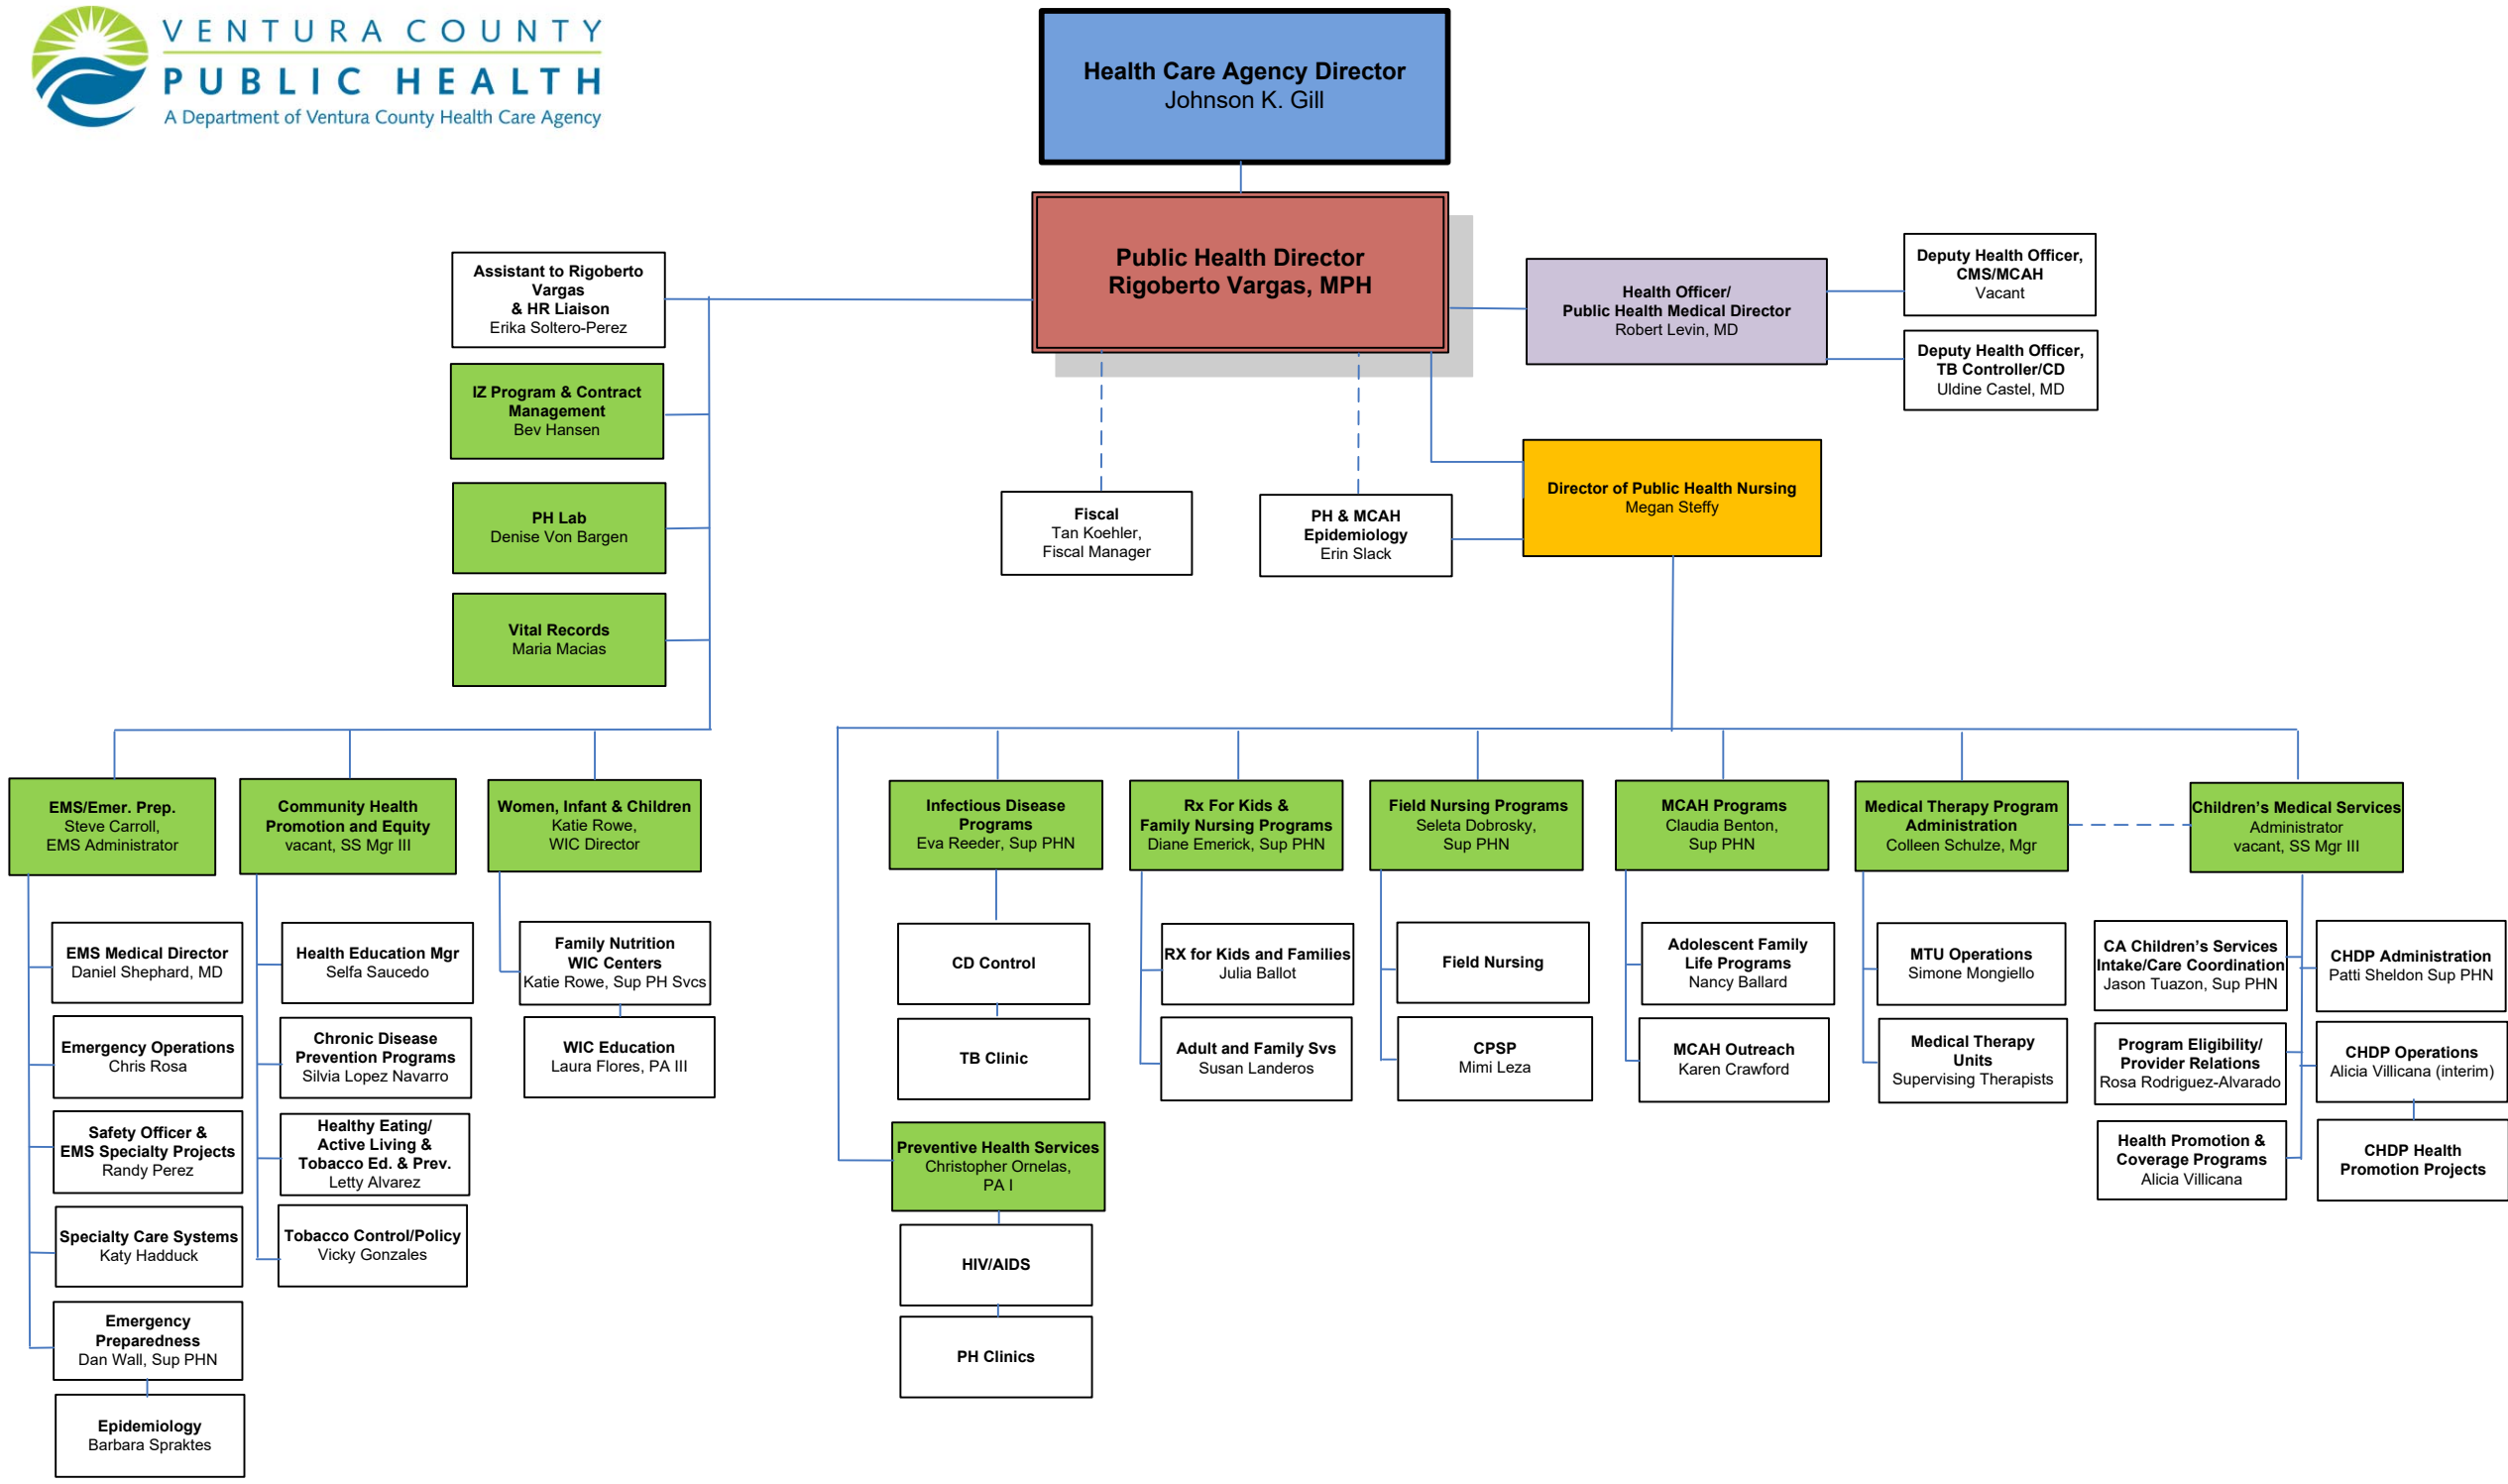 VENTURA COUNTY
PUBLIC HEALTH
A Department of Ventura County Health Care Agency
Health Care Agency Director
Johnson K. Gill
Public Health Director
Rigoberto Vargas, MPH
Assistant to Rigoberto
Vargas
& HR Liaison
Erika Soltero-Perez
Health Officer/
Public Health Medical Director
Robert Levin, MD
Deputy Health Officer,
CMS/MCAH
Vacant
Deputy Health Officer,
TB Controller/CD
Uldine Castel, MD
IZ Program & Contract
Management
Bev Hansen
PH Lab
Denise Von Bargen
Vital Records
Maria Macias
Fiscal
Tan Koehler,
Fiscal Manager
PH & MCAH
Epidemiology
Erin Slack
Director of Public Health Nursing
Megan Steffy
EMS/Emer. Prep.
Steve Carroll,
EMS Administrator
EMS Medical Director
Daniel Shephard, MD
Emergency Operations
Chris Rosa
Safety Officer &
EMS Specialty Projects
Randy Perez
Specialty Care Systems
Katy Hadduck
Emergency
Preparedness
Dan Wall, Sup PHN
Epidemiology
Barbara Spraktes
Community Health
Promotion and Equity
vacant, SS Mgr III
Health Education Mgr
Selfa Saucedo
Chronic Disease
Prevention Programs
Silvia Lopez Navarro
Healthy Eating/
Active Living &
Tobacco Ed. & Prev.
Letty Alvarez
Tobacco Control/Policy
Vicky Gonzales
Women, Infant & Children
Katie Rowe,
WIC Director
Family Nutrition
WIC Centers
Katie Rowe, Sup PH Svcs
WIC Education
Laura Flores, PA III
Infectious Disease
Programs
Eva Reeder, Sup PHN
CD Control
TB Clinic
Preventive Health Services
Christopher Ornelas,
PA I
HIV/AIDS
PH Clinics
Rx For Kids &
Family Nursing Programs
Diane Emerick, Sup PHN
RX for Kids and Families
Julia Ballot
Adult and Family Svs
Susan Landeros
Field Nursing Programs
Seleta Dobrosky,
Sup PHN
Field Nursing
CPSP
Mimi Leza
MCAH Programs
Claudia Benton,
Sup PHN
Adolescent Family
Life Programs
Nancy Ballard
MCAH Outreach
Karen Crawford
Medical Therapy Program
Administration
Colleen Schulze, Mgr
MTU Operations
Simone Mongiello
Medical Therapy
Units
Supervising Therapists
Children's Medical Services
Administrator
vacant, SS Mgr III
CA Children's Services
Intake/Care Coordination
Jason Tuazon, Sup PHN
Program Eligibility/
Provider Relations
Rosa Rodriguez-Alvarado
Health Promotion &
Coverage Programs
Alicia Villicana
CHDP Administration
Patti Sheldon Sup PHN
CHDP Operations
Alicia Villicana (interim)
CHDP Health
Promotion Projects